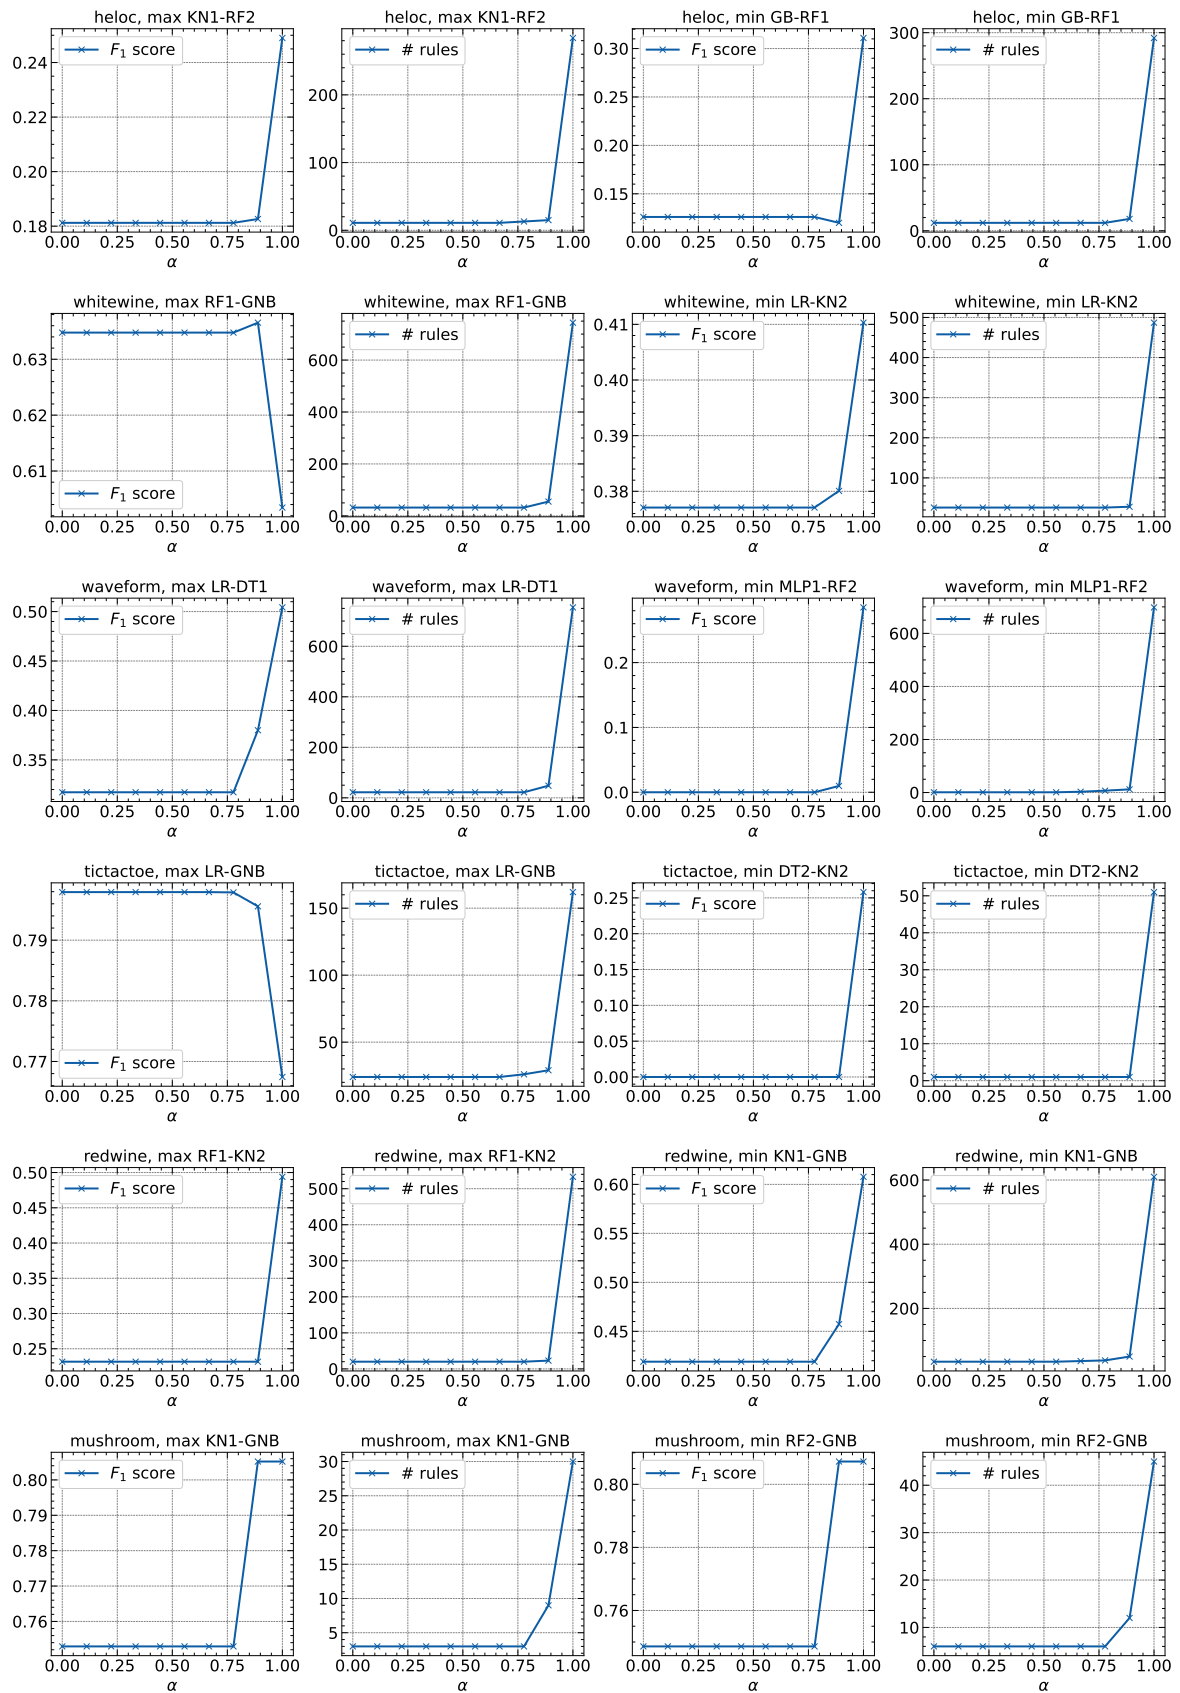 heloc, max KN1-RF2
F1 score
0.24
0.22
0.20
0.18
0.00 0.25 0.50 0.75 1.00
α
heloc, max KN1-RF2
# rules
200
100
0
0.00 0.25 0.50 0.75 1.00
α
heloc, min GB-RF1
F1 score
0.30
0.25
0.20
0.15
0.00 0.25 0.50 0.75 1.00
α
heloc, min GB-RF1
# rules
300
200
100
0
0.00 0.25 0.50 0.75 1.00
α
whitewine, max RF1-GNB
0.63
0.62
0.61
F1 score
0.00 0.25 0.50 0.75 1.00
α
whitewine, max RF1-GNB
# rules
600
400
200
0
0.00 0.25 0.50 0.75 1.00
α
whitewine, min LR-KN2
F1 score
0.41
0.40
0.39
0.38
0.00 0.25 0.50 0.75 1.00
α
whitewine, min LR-KN2
# rules
500
400
300
200
100
0.00 0.25 0.50 0.75 1.00
α
waveform, max LR-DT1
F1 score
0.50
0.45
0.40
0.35
0.00 0.25 0.50 0.75 1.00
α
waveform, max LR-DT1
# rules
600
400
200
0
0.00 0.25 0.50 0.75 1.00
α
waveform, min MLP1-RF2
F1 score
0.2
0.1
0.0
0.00 0.25 0.50 0.75 1.00
α
waveform, min MLP1-RF2
# rules
600
400
200
0
0.00 0.25 0.50 0.75 1.00
α
tictactoe, max LR-GNB
0.79
0.78
0.77
F1 score
0.00 0.25 0.50 0.75 1.00
α
tictactoe, max LR-GNB
# rules
150
100
50
0.00 0.25 0.50 0.75 1.00
α
tictactoe, min DT2-KN2
F1 score
0.25
0.20
0.15
0.10
0.05
0.00
0.00 0.25 0.50 0.75 1.00
α
tictactoe, min DT2-KN2
# rules
50
40
30
20
10
0
0.00 0.25 0.50 0.75 1.00
α
redwine, max RF1-KN2
F1 score
0.50
0.45
0.40
0.35
0.30
0.25
0.00 0.25 0.50 0.75 1.00
α
redwine, max RF1-KN2
# rules
500
400
300
200
100
0
0.00 0.25 0.50 0.75 1.00
α
redwine, min KN1-GNB
F1 score
0.60
0.55
0.50
0.45
0.00 0.25 0.50 0.75 1.00
α
redwine, min KN1-GNB
# rules
600
400
200
0.00 0.25 0.50 0.75 1.00
α
mushroom, max KN1-GNB
F1 score
0.80
0.79
0.78
0.77
0.76
0.00 0.25 0.50 0.75 1.00
α
mushroom, max KN1-GNB
# rules
30
25
20
15
10
5
0.00 0.25 0.50 0.75 1.00
α
mushroom, min RF2-GNB
F1 score
0.80
0.78
0.76
0.00 0.25 0.50 0.75 1.00
α
mushroom, min RF2-GNB
# rules
40
30
20
10
0.00 0.25 0.50 0.75 1.00
α